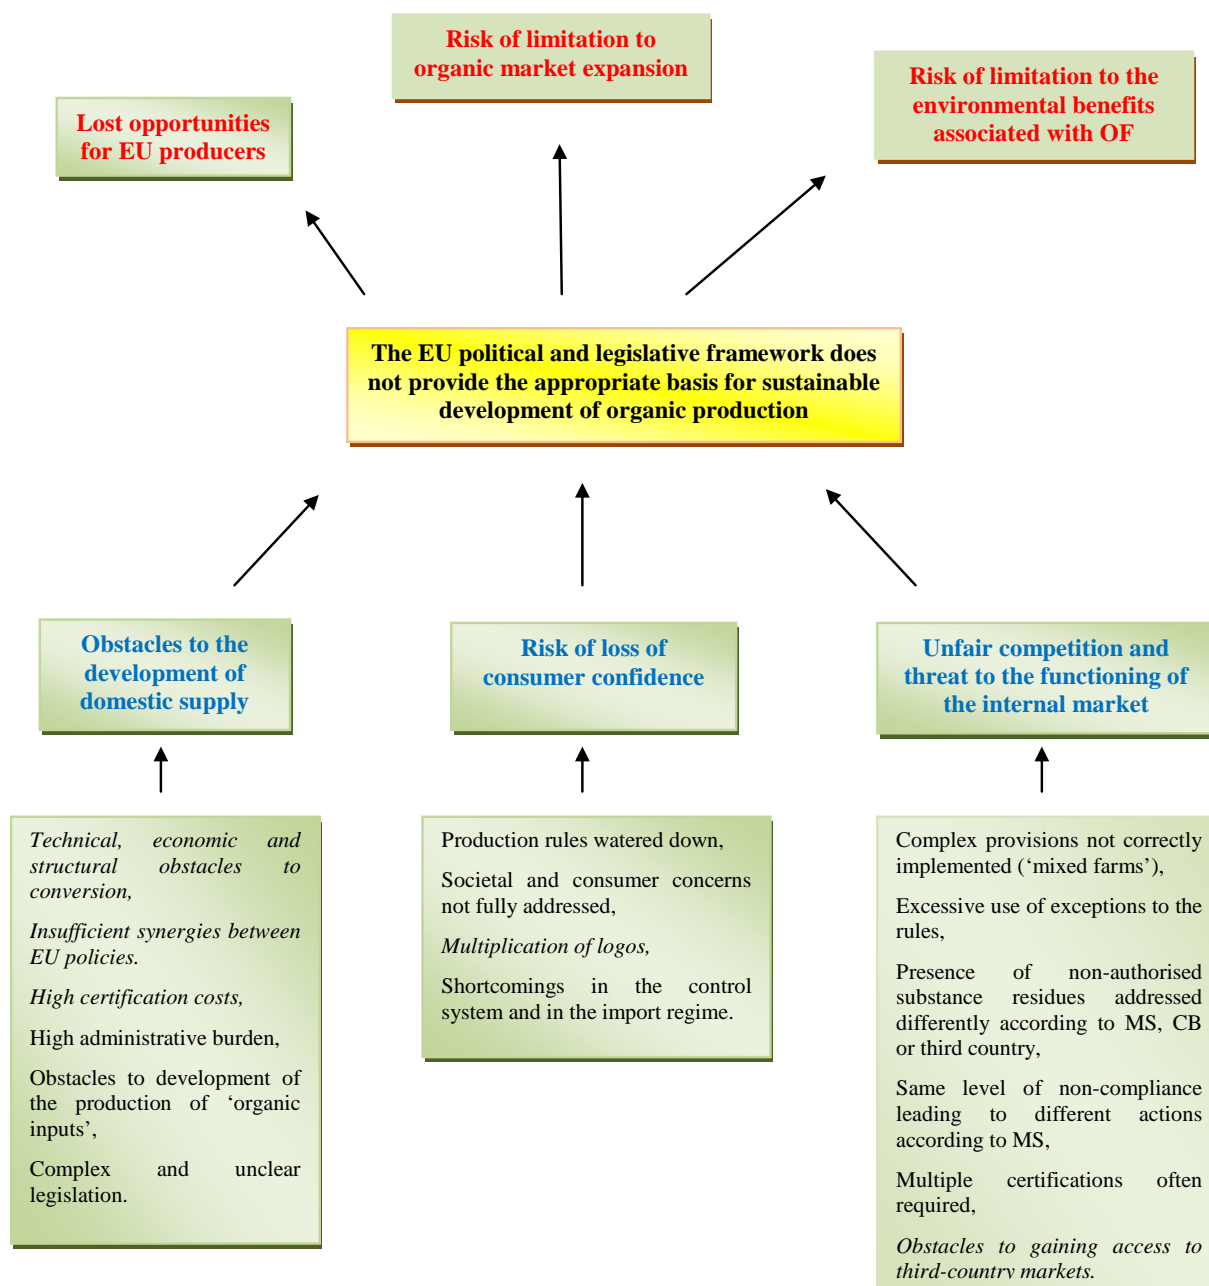 Risk of limitation to
organic market expansion
Risk of limitation to the
environmental benefits
associated with OF
Lost opportunities
for EU producers
The EU political and legislative framework does
not provide the appropriate basis for sustainable
development of organic production
Obstacles to the
development of
domestic supply
Risk of loss of
consumer confidence
Unfair competition and
threat to the functioning of
the internal market
Technical, economic and
structural obstacles to
conversion,
Insufficient synergies between
EU policies.
High certification costs,
High administrative burden,
Obstacles to development of
the production of ‘organic
inputs’,
Complex and unclear
legislation.
Production rules watered down,
Societal and consumer concerns
not fully addressed,
Multiplication of logos,
Shortcomings in the control
system and in the import regime.
Complex provisions not correctly
implemented (‘mixed farms’),
Excessive use of exceptions to the
rules,
Presence of non-authorised
substance residues addressed
differently according to MS, CB
or third country,
Same level of non-compliance
leading to different actions
according to MS,
Multiple certifications often
required,
Obstacles to gaining access to
third-country markets.